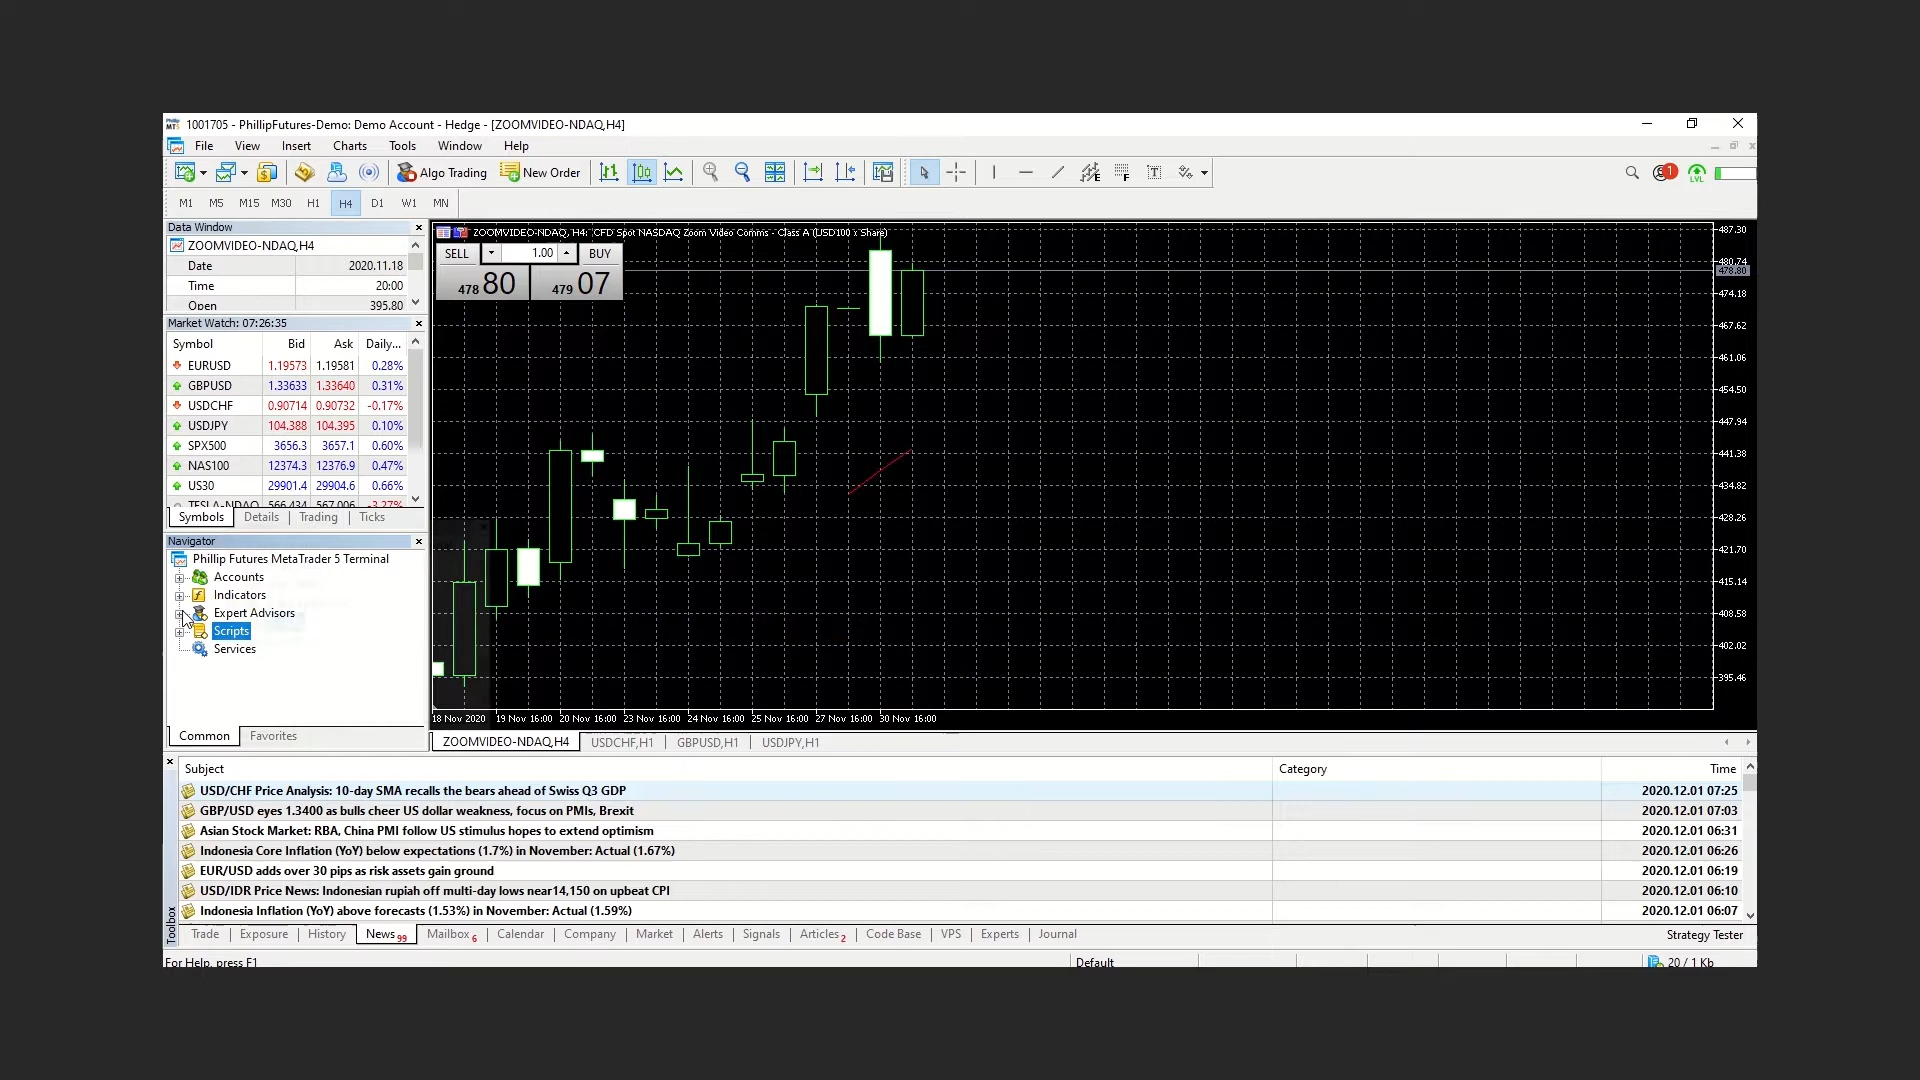 1001705 - PhillipFutures-Demo: Demo Account - Hedge - [ZOOMVIDEO-NDAQ,H4]
File View Insert Charts Tools Window Help
Algo Trading New Order 1 LVL
M1 M5 M15 M30 H1 H4 D1 W1 MN
Data Window
ZOOMVIDEO-NDAQ,H4
Date 2020.11.18
Time 20:00
Open 395.80
Market Watch: 07:26:35
Symbol Bid Ask Daily...
EURUSD 1.19573 1.19581 0.28%
GBPUSD 1.33633 1.33640 0.31%
USDCHF 0.90714 0.90732 -0.17%
USDJPY 104.388 104.395 0.10%
SPX500 3656.3 3657.1 0.60%
NAS100 12374.3 12376.9 0.47%
US30 29901.4 29904.6 0.66%
TESLA-NDAQ 566.434 567.006 -3.27%
Symbols Details Trading Ticks
Navigator
Phillip Futures MetaTrader 5 Terminal
Accounts
Indicators
Expert Advisors
Scripts
Services
Common Favorites
ZOOMVIDEO-NDAQ, H4: CFD Spot NASDAQ Zoom Video Comms - Class A (USD100 x Share)
SELL 1.00 BUY
478 80 479 07
487.30
480.74
478.80
474.18
467.62
461.06
454.50
447.94
441.38
434.82
428.26
421.70
415.14
408.58
402.02
395.46
18 Nov 2020 19 Nov 16:00 20 Nov 16:00 23 Nov 16:00 24 Nov 16:00 25 Nov 16:00 27 Nov 16:00 30 Nov 16:00
ZOOMVIDEO-NDAQ,H4 USDCHF,H1 GBPUSD,H1 USDJPY,H1
Toolbox
Subject Category Time
USD/CHF Price Analysis: 10-day SMA recalls the bears ahead of Swiss Q3 GDP 2020.12.01 07:25
GBP/USD eyes 1.3400 as bulls cheer US dollar weakness, focus on PMIs, Brexit 2020.12.01 07:03
Asian Stock Market: RBA, China PMI follow US stimulus hopes to extend optimism 2020.12.01 06:31
Indonesia Core Inflation (YoY) below expectations (1.7%) in November: Actual (1.67%) 2020.12.01 06:26
EUR/USD adds over 30 pips as risk assets gain ground 2020.12.01 06:19
USD/IDR Price News: Indonesian rupiah off multi-day lows near14,150 on upbeat CPI 2020.12.01 06:10
Indonesia Inflation (YoY) above forecasts (1.53%) in November: Actual (1.59%) 2020.12.01 06:07
Trade Exposure History News 99 Mailbox 6 Calendar Company Market Alerts Signals Articles 2 Code Base VPS Experts Journal Strategy Tester
For Help, press F1 Default 20 / 1 Kb